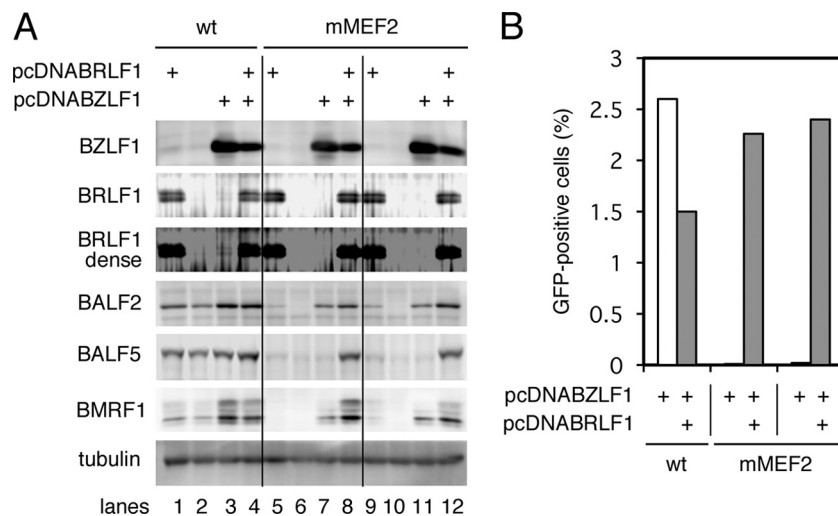 A
wt mMEF2
pcDNABRLF1 + + + + + +
pcDNABZLF1 + + + + + +
BZLF1
BRLF1
BRLF1
dense
BALF2
BALF5
BMRF1
tubulin
lanes 1 2 3 4 5 6 7 8 9 10 11 12
B
GFP-positive cells (%)
3
2.5
2
1.5
1
0.5
0
pcDNABZLF1 + + + + + +
pcDNABRLF1 + + +
wt mMEF2